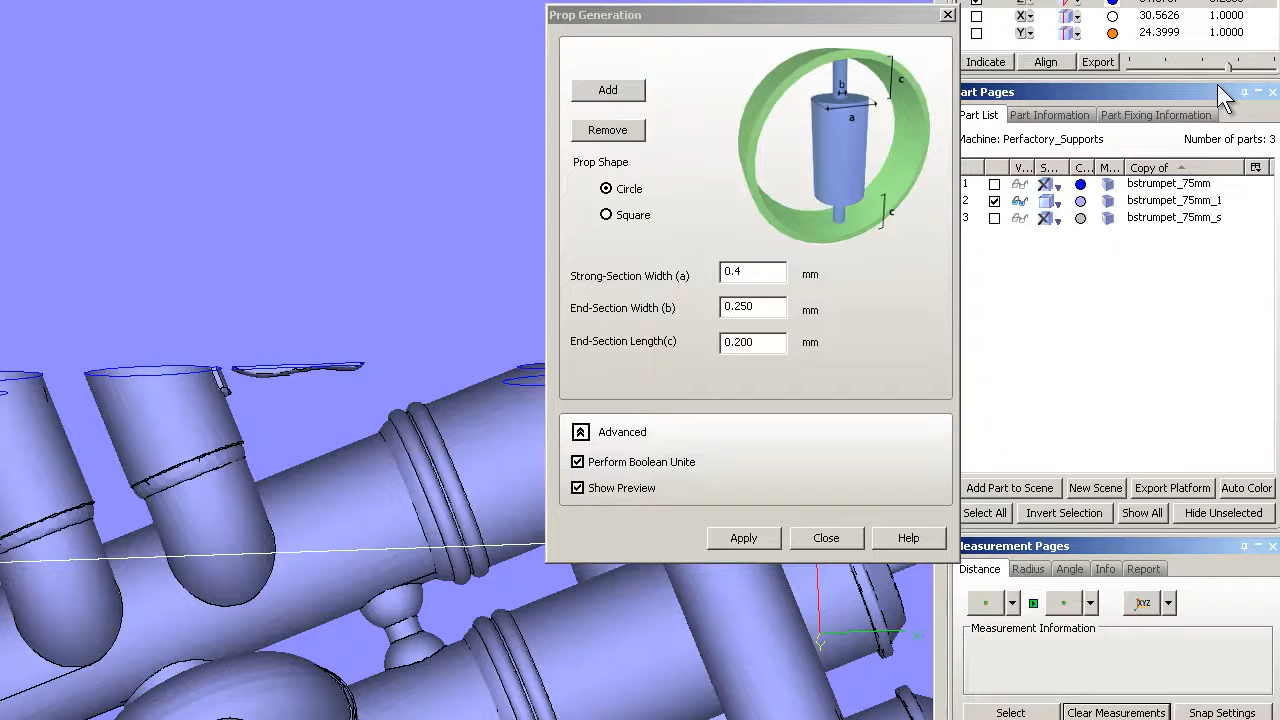 Prop Generation
Add
Remove
Prop Shape
Circle
Square
b
a
c
c
Strong-Section Width (a) 0.4 mm
End-Section Width (b) 0.250 mm
End-Section Length(c) 0.200 mm
Advanced
Perform Boolean Unite
Show Preview
Apply Close Help
X 30.5626 1.0000
Y 24.3999 1.0000
Indicate Align Export
art Pages
Part List Part Information Part Fixing Information
Machine: Perfactory_Supports Number of parts: 3
V... S... C... M... Copy of
1 bstrumpet_75mm
2 bstrumpet_75mm_1
3 bstrumpet_75mm_s
Add Part to Scene New Scene Export Platform Auto Color
Select All Invert Selection Show All Hide Unselected
Measurement Pages
Distance Radius Angle Info Report
XYZ
Measurement Information
Select Clear Measurements Snap Settings
X
Y